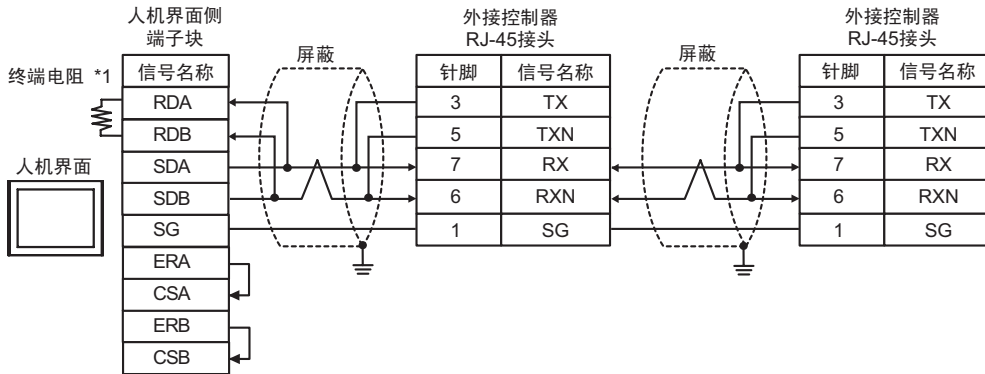 人机界面侧
端子块
外接控制器
RJ-45接头
外接控制器
RJ-45接头
屏蔽
屏蔽
终端电阻 *1
信号名称
针脚 信号名称
针脚 信号名称
RDA
3 TX
3 TX
RDB
5 TXN
5 TXN
人机界面
SDA
7 RX
7 RX
SDB
6 RXN
6 RXN
SG
1 SG
1 SG
ERA
CSA
ERB
CSB